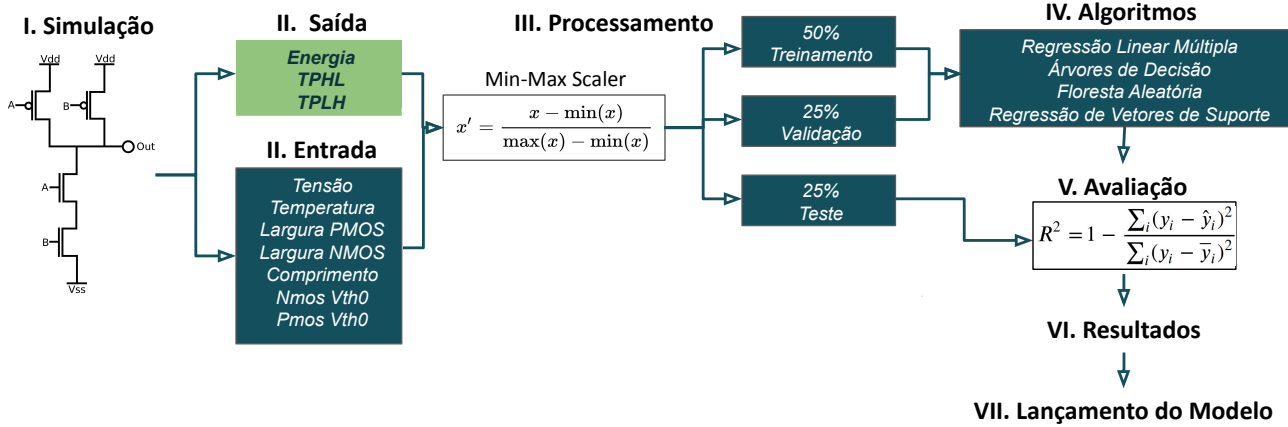 I. Simulação
Vdd
Vdd
A
B
Out
A
B
Vss
II. Saída
Energia
TPHL
TPLH
II. Entrada
Tensão
Temperatura
Largura PMOS
Largura NMOS
Comprimento
Nmos Vth0
Pmos Vth0
III. Processamento
Min-Max Scaler
x′ = (x − min(x)) / (max(x) − min(x))
50%
Treinamento
25%
Validação
25%
Teste
IV. Algoritmos
Regressão Linear Múltipla
Árvores de Decisão
Floresta Aleatória
Regressão de Vetores de Suporte
V. Avaliação
R² = 1 − ∑ᵢ(yᵢ − ŷᵢ)² / ∑ᵢ(yᵢ − y̅ᵢ)²
VI. Resultados
VII. Lançamento do Modelo